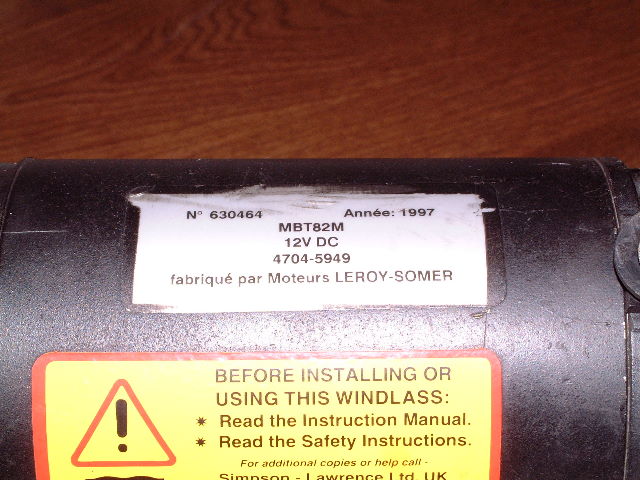 N° 630464 Année: 1997
MBT82M
12V DC
4704-5949
fabriqué par Moteurs LEROY-SOMER
BEFORE INSTALLING OR
USING THIS WINDLASS:
* Read the Instruction Manual.
* Read the Safety Instructions.
For additional copies or help call -
Simpson - Lawrence Ltd. UK